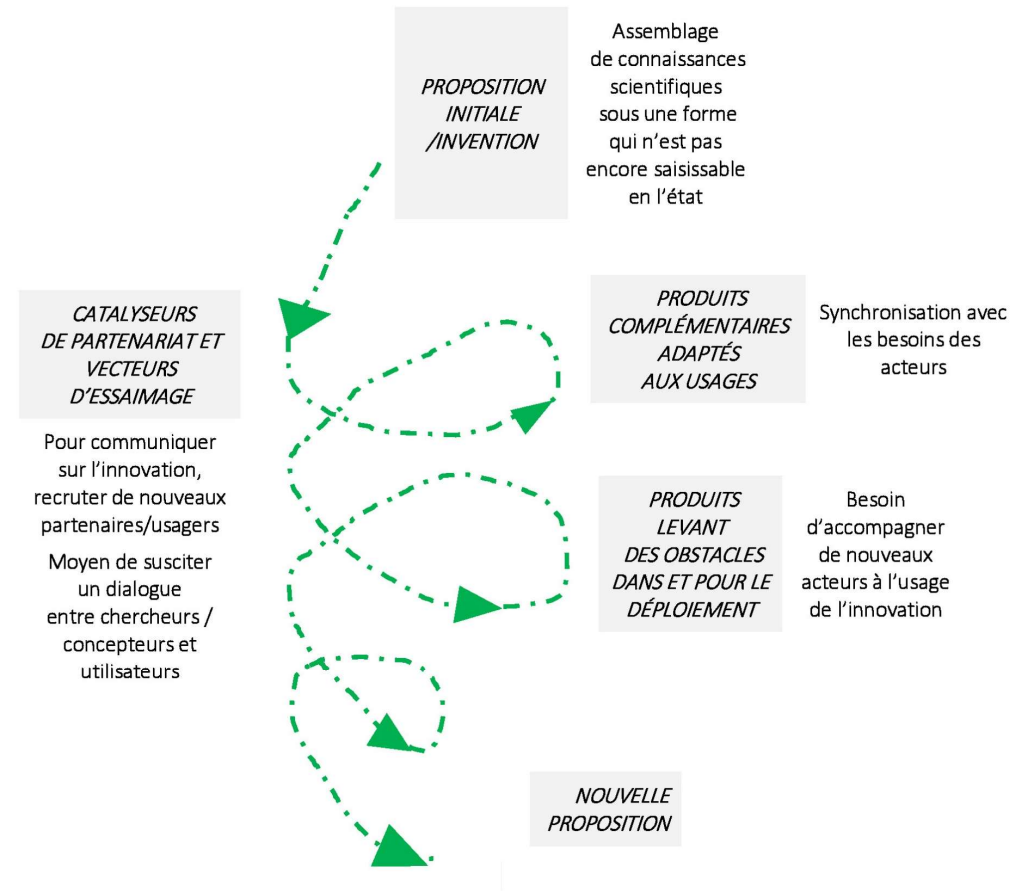 PROPOSITION
INITIALE
/INVENTION
Assemblage
de connaissances
scientifiques
sous une forme
qui n’est pas
encore saisissable
en l’état
CATALYSEURS
DE PARTENARIAT ET
VECTEURS
D’ESSAIMAGE
Pour communiquer
sur l’innovation,
recruter de nouveaux
partenaires/usagers
Moyen de susciter
un dialogue
entre chercheurs /
concepteurs et
utilisateurs
PRODUITS
COMPLÉMENTAIRES
ADAPTÉS
AUX USAGES
Synchronisation avec
les besoins des
acteurs
PRODUITS
LEVANT
DES OBSTACLES
DANS ET POUR LE
DÉPLOIEMENT
Besoin
d’accompagner
de nouveaux
acteurs à l’usage
de l’innovation
NOUVELLE
PROPOSITION